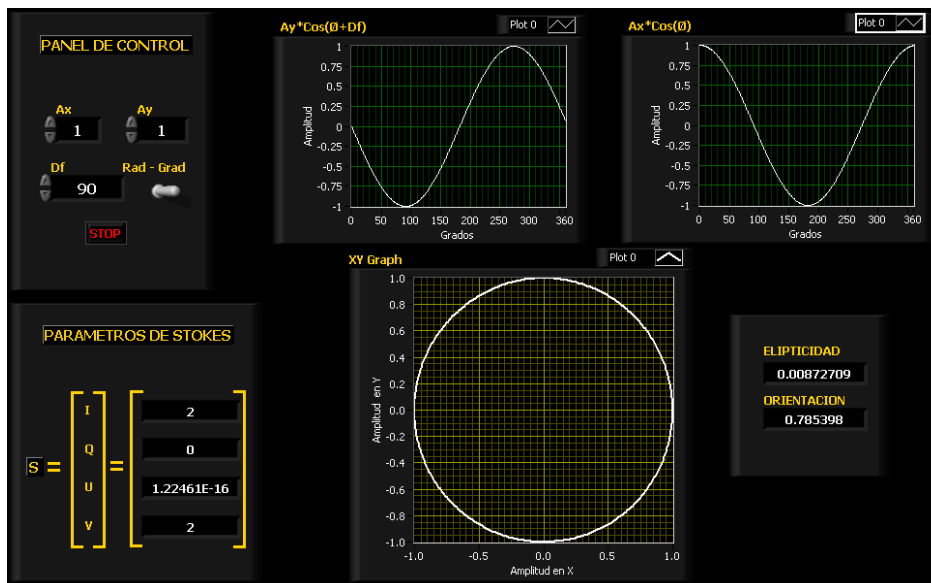 PANEL DE CONTROL
Ax Ay
1 1
Df Rad - Grad
90
STOP
Ay*Cos(Ø+Df) Plot 0
1
0.75
0.5
0.25
0
-0.25
-0.5
-0.75
-1
Amplitud
0 50 100 150 200 250 300 360
Grados
Ax*Cos(Ø) Plot 0
1
0.75
0.5
0.25
0
-0.25
-0.5
-0.75
-1
Amplitud
0 50 100 150 200 250 300 360
Grados
XY Graph Plot 0
1.0
0.8
0.6
0.4
0.2
0.0
-0.2
-0.4
-0.6
-0.8
-1.0
Amplitud en Y
-1.0 -0.5 0.0 0.5 1.0
Amplitud en X
PARAMETROS DE STOKES
S = I = 2
Q 0
U 1.22461E-16
V 2
ELIPTICIDAD
0.00872709
ORIENTACION
0.785398